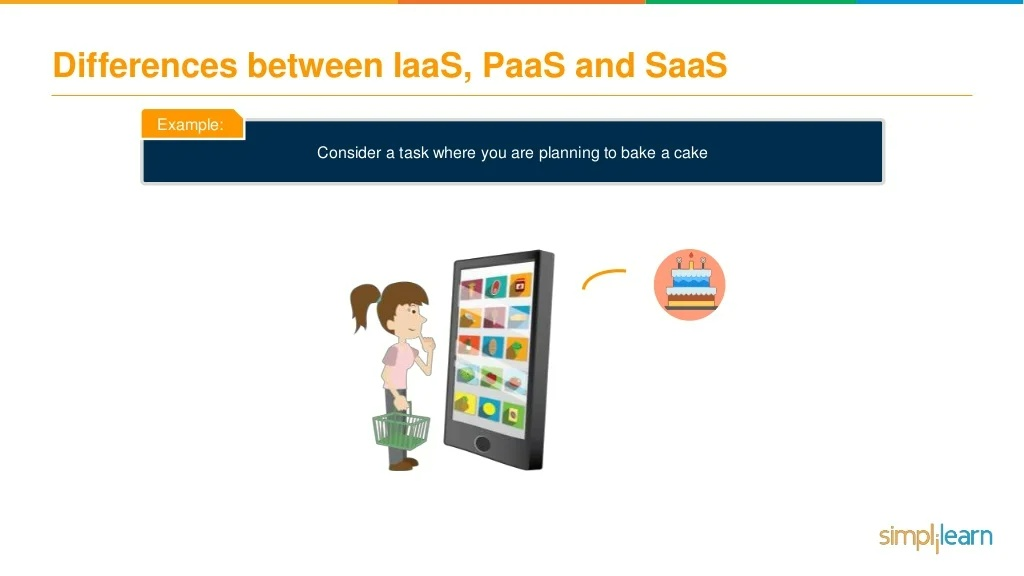 Differences between IaaS, PaaS and SaaS
Example:
Consider a task where you are planning to bake a cake
simplilearn